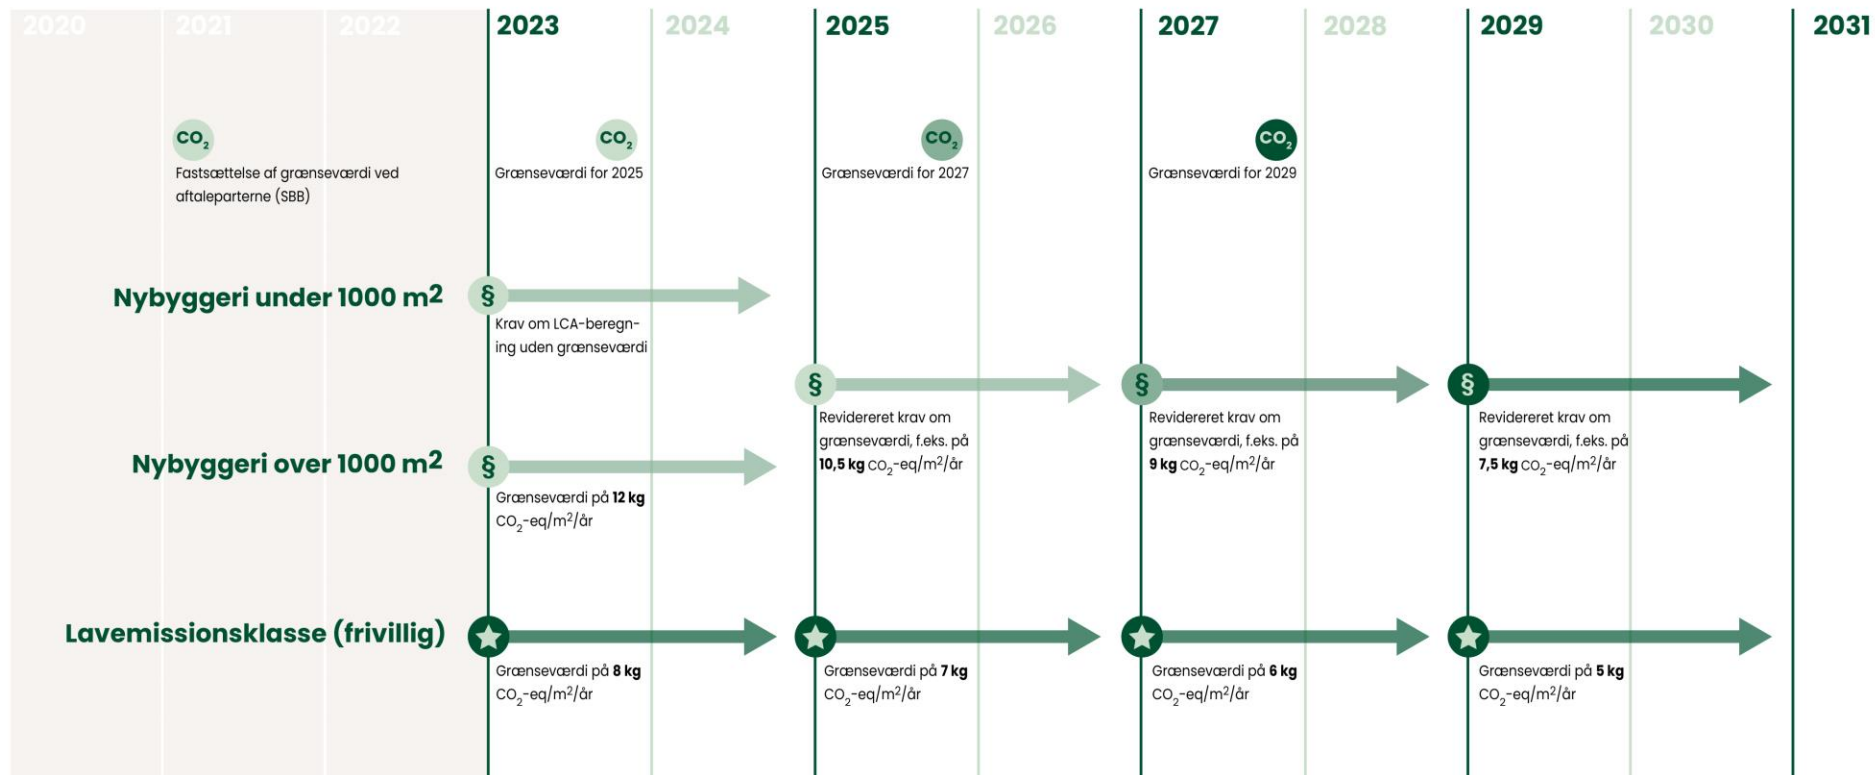 2020 2021 2022 2023 2024 2025 2026 2027 2028 2029 2030 2031
CO₂
Fastsættelse af grænseværdi ved
aftaleparterne (SBB)
CO₂
Grænseværdi for 2025
CO₂
Grænseværdi for 2027
CO₂
Grænseværdi for 2029
Nybyggeri under 1000 m²
§
Krav om LCA-beregn-
ing uden grænseværdi
§
Revidereret krav om
grænseværdi, f.eks. på
10,5 kg CO₂-eq/m²/år
§
Revidereret krav om
grænseværdi, f.eks. på
9 kg CO₂-eq/m²/år
§
Revidereret krav om
grænseværdi, f.eks. på
7,5 kg CO₂-eq/m²/år
Nybyggeri over 1000 m²
§
Grænseværdi på 12 kg
CO₂-eq/m²/år
Lavemissionsklasse (frivillig)
Grænseværdi på 8 kg
CO₂-eq/m²/år
Grænseværdi på 7 kg
CO₂-eq/m²/år
Grænseværdi på 6 kg
CO₂-eq/m²/år
Grænseværdi på 5 kg
CO₂-eq/m²/år